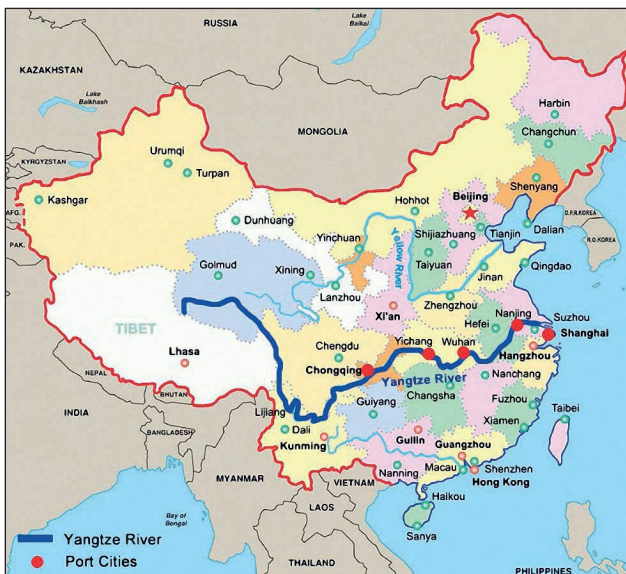 RUSSIA
Lake
Baikal
KAZAKHSTAN
Lake
Balkhash
MONGOLIA
Harbin
Changchun
KYRGYZSTAN
Urumqi
Turpan
Shenyang
Kashgar
Hohhot
Beijing
AFG.
PAK.
Dunhuang
Yinchuan
Shijiazhuang
Tianjin
Dalian
D.P.R.KOREA
R.O.KOREA
Golmud
Xining
Yellow River
Taiyuan
Jinan
Qingdao
Lanzhou
Xi'an
Zhengzhou
TIBET
Nanjing
Suzhou
Hefei
Shanghai
Lhasa
Chengdu
Yichang
Wuhan
Hangzhou
Chongqing
Yangtze River
Nanchang
NEPAL
BHUTAN
Lijiang
Guiyang
Changsha
Fuzhou
INDIA
Dali
Taibei
BANGLADESH
Kunming
Guilin
Xiamen
Guangzhou
MYANMAR
Nanning
Macau
Shenzhen
VIETNAM
Hong Kong
Bay of
Bengal
LAOS
Haikou
Sanya
THAILAND
PHILIPPINES
Yangtze River
Port Cities